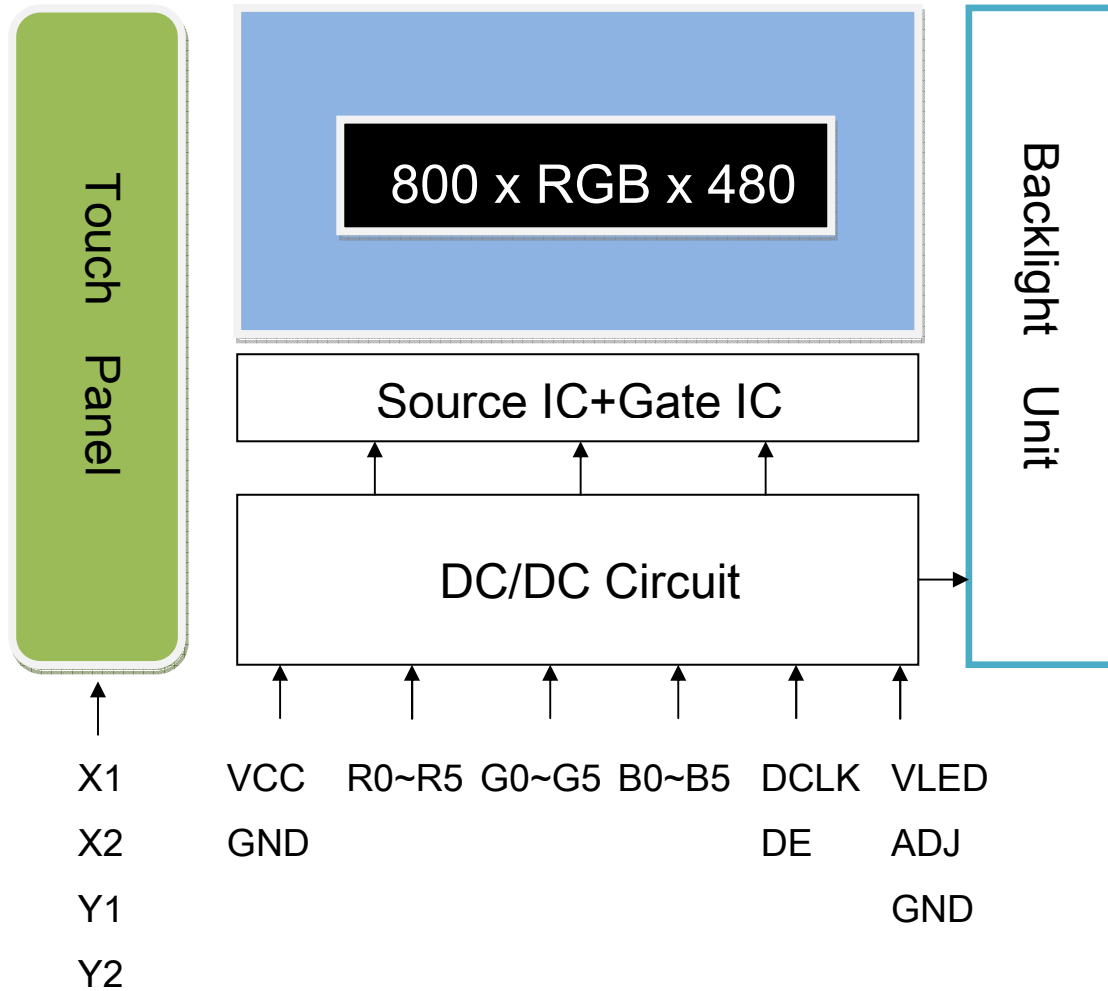 Touch Panel
800 x RGB x 480
Backlight Unit
Source IC+Gate IC
DC/DC Circuit
X1 VCC R0~R5 G0~G5 B0~B5 DCLK VLED
X2 GND DE ADJ
Y1 GND
Y2